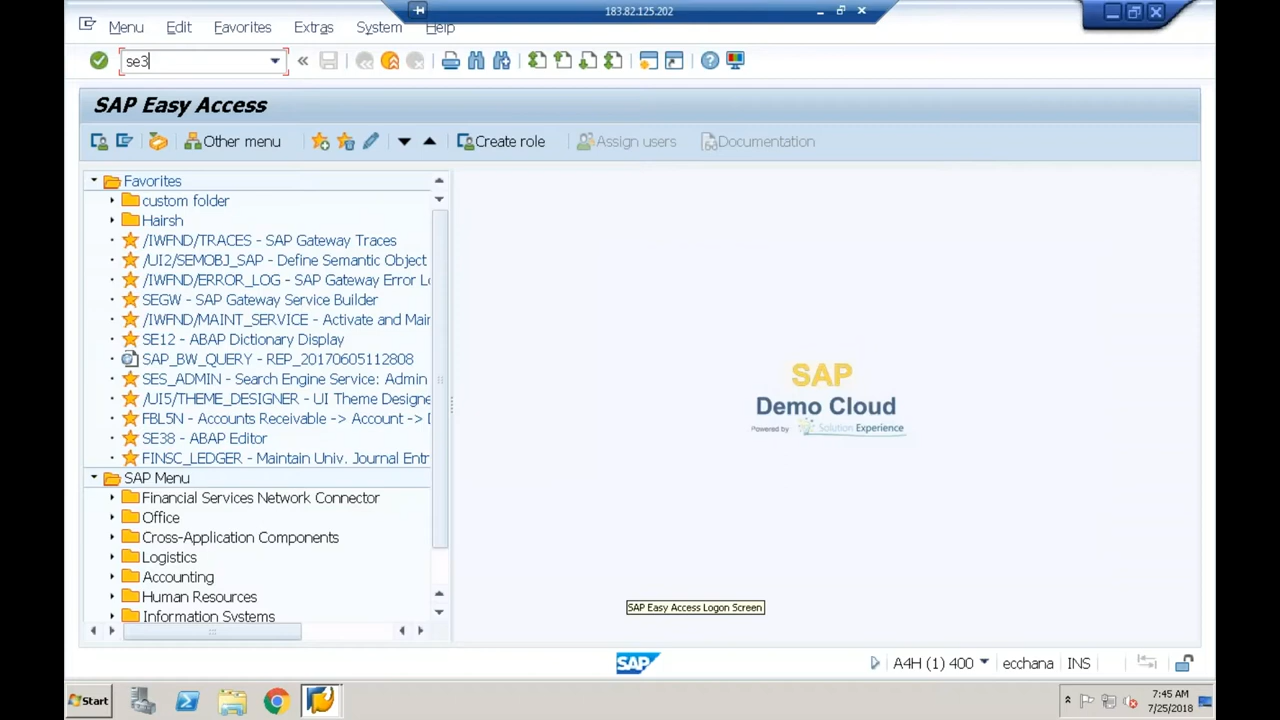 183.82.125.202
Menu Edit Favorites Extras System Help
se3
SAP Easy Access
Other menu Create role Assign users Documentation
Favorites
custom folder
Hairsh
/IWFND/TRACES - SAP Gateway Traces
/UI2/SEMOBJ_SAP - Define Semantic Object
/IWFND/ERROR_LOG - SAP Gateway Error Lo
SEGW - SAP Gateway Service Builder
/IWFND/MAINT_SERVICE - Activate and Main
SE12 - ABAP Dictionary Display
SAP_BW_QUERY - REP_20170605112808
SES_ADMIN - Search Engine Service: Admin
/UI5/THEME_DESIGNER - UI Theme Designe
FBL5N - Accounts Receivable -> Account -> D
SE38 - ABAP Editor
FINSC_LEDGER - Maintain Univ. Journal Entr
SAP Menu
Financial Services Network Connector
Office
Cross-Application Components
Logistics
Accounting
Human Resources
Information Systems
SAP
Demo Cloud
Powered by Solution Experience
SAP Easy Access Logon Screen
SAP A4H (1) 400 ecchana INS
Start 7:45 AM
7/25/2018